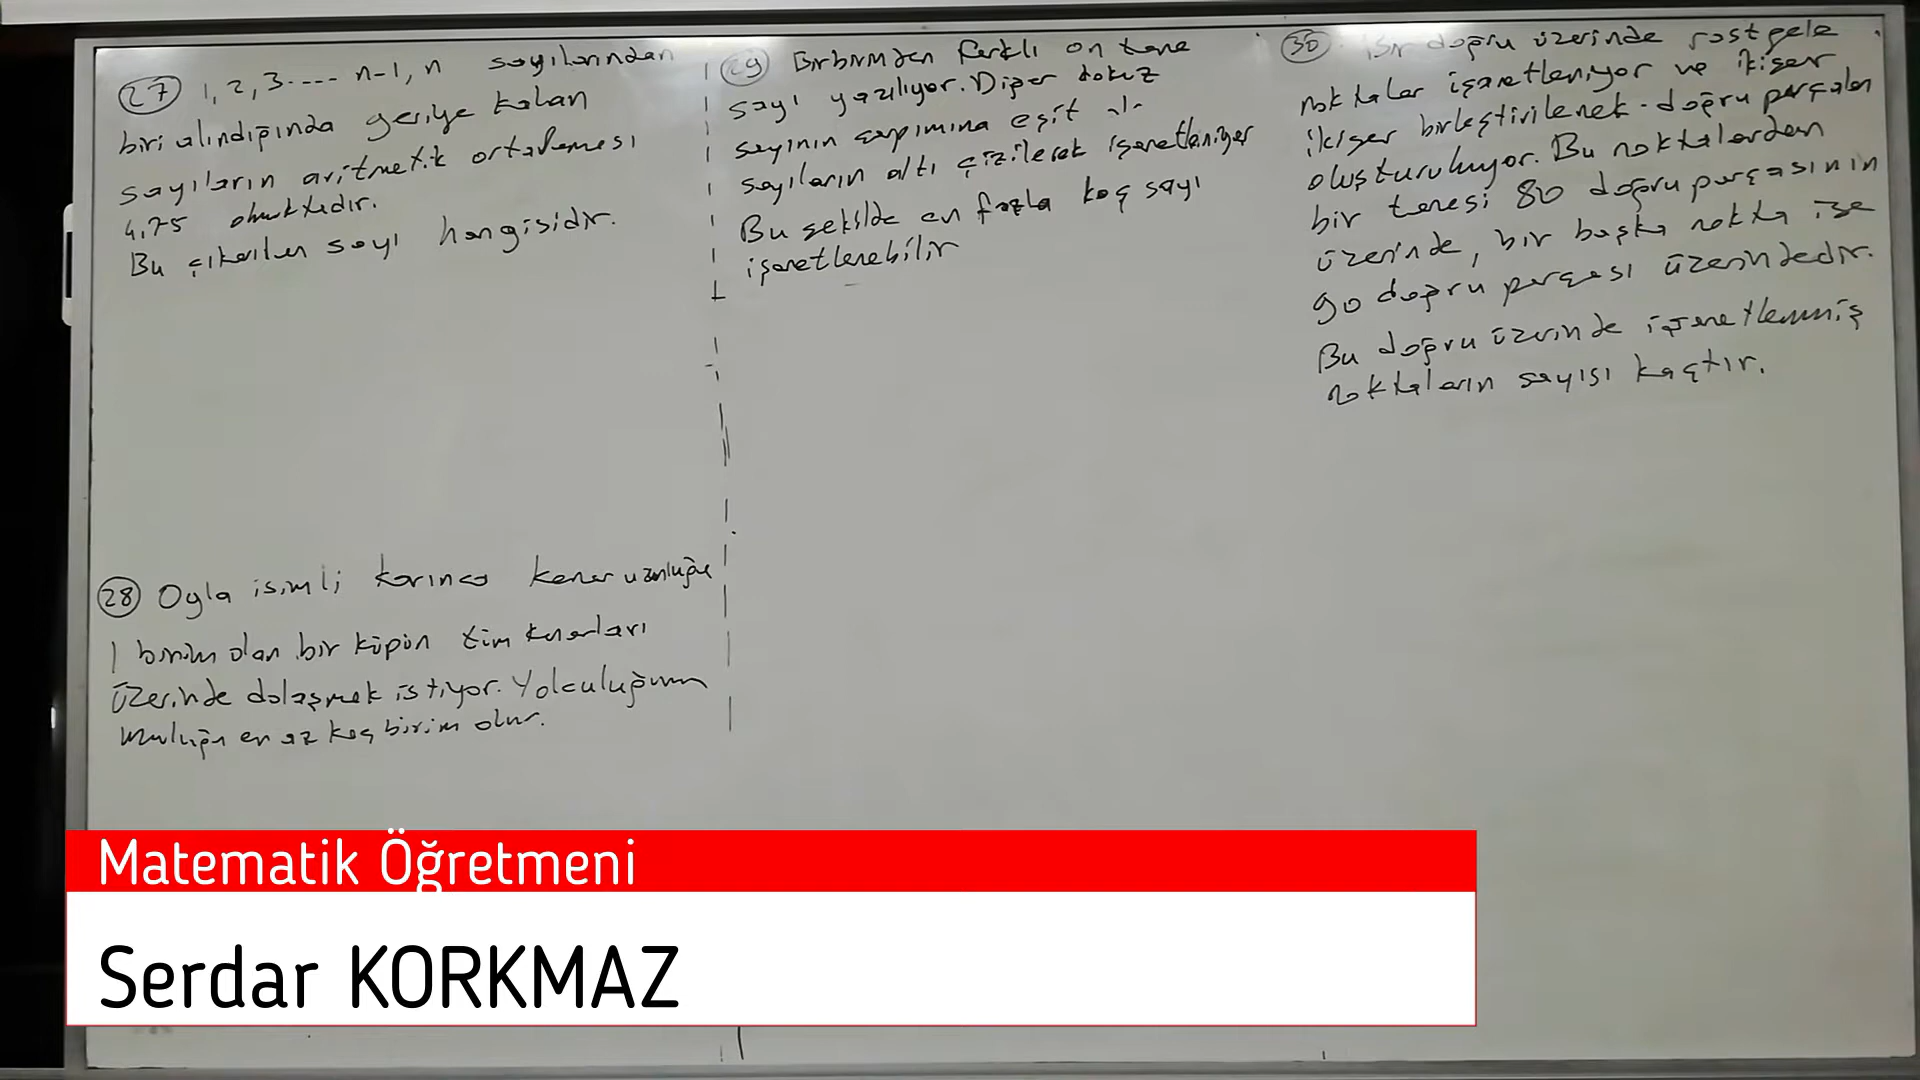 27 1, 2, 3 ---- n-1, n sayılarından
biri alındığında geriye kalan
sayıların aritmetik ortalaması
4,75 olmaktadır.
Bu çıkarılan sayı hangisidir.
28 Oyla isimli karınca kenar uzunluğu
1 birim olan bir küpün tüm kenarları
üzerinde dolaşmak istiyor. Yolculuğunun
uzunluğu en az kaç birim olur.
29 Birbirinden farklı on tane
sayı yazılıyor. Diğer dokuz
sayının çarpımına eşit olan
sayıların altı çizilerek işaretleniyor
Bu şekilde en fazla kaç sayı
işaretlenebilir
30 Bir doğru üzerinde rastgele
noktalar işaretleniyor ve ikişer
ikişer birleştirilerek doğru parçaları
oluşturuluyor. Bu noktalardan
bir tanesi 80 doğru parçasının
üzerinde, bir başka nokta ise
90 doğru parçası üzerindedir.
Bu doğru üzerinde işaretlenmiş
noktaların sayısı kaçtır.
Matematik Öğretmeni
Serdar KORKMAZ